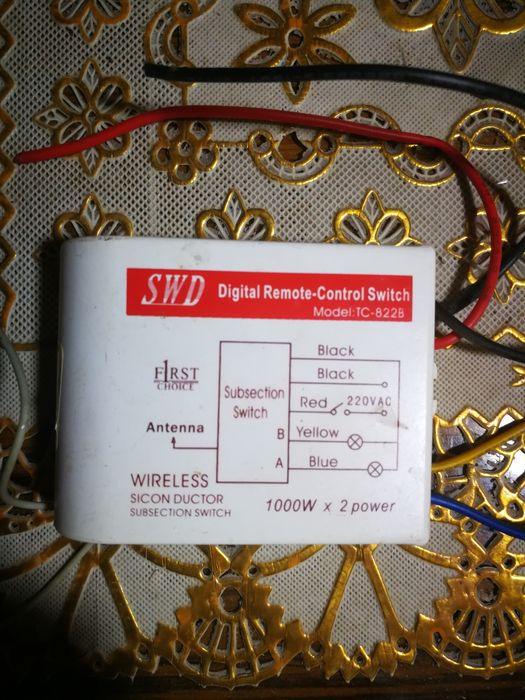 SWD Digital Remote-Control Switch
Model:TC-822B
F1RST
CHOICE
Antenna
Subsection
Switch
B
A
Black
Black
Red 220VAC
Yellow
Blue
WIRELESS
SICON DUCTOR
SUBSECTION SWITCH
1000W × 2 power